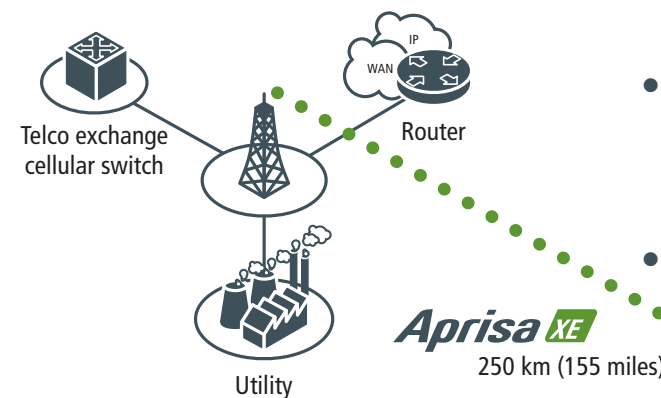 IP
WAN
Telco exchange
cellular switch
Router
Aprisa XE
250 km (155 miles)
Utility